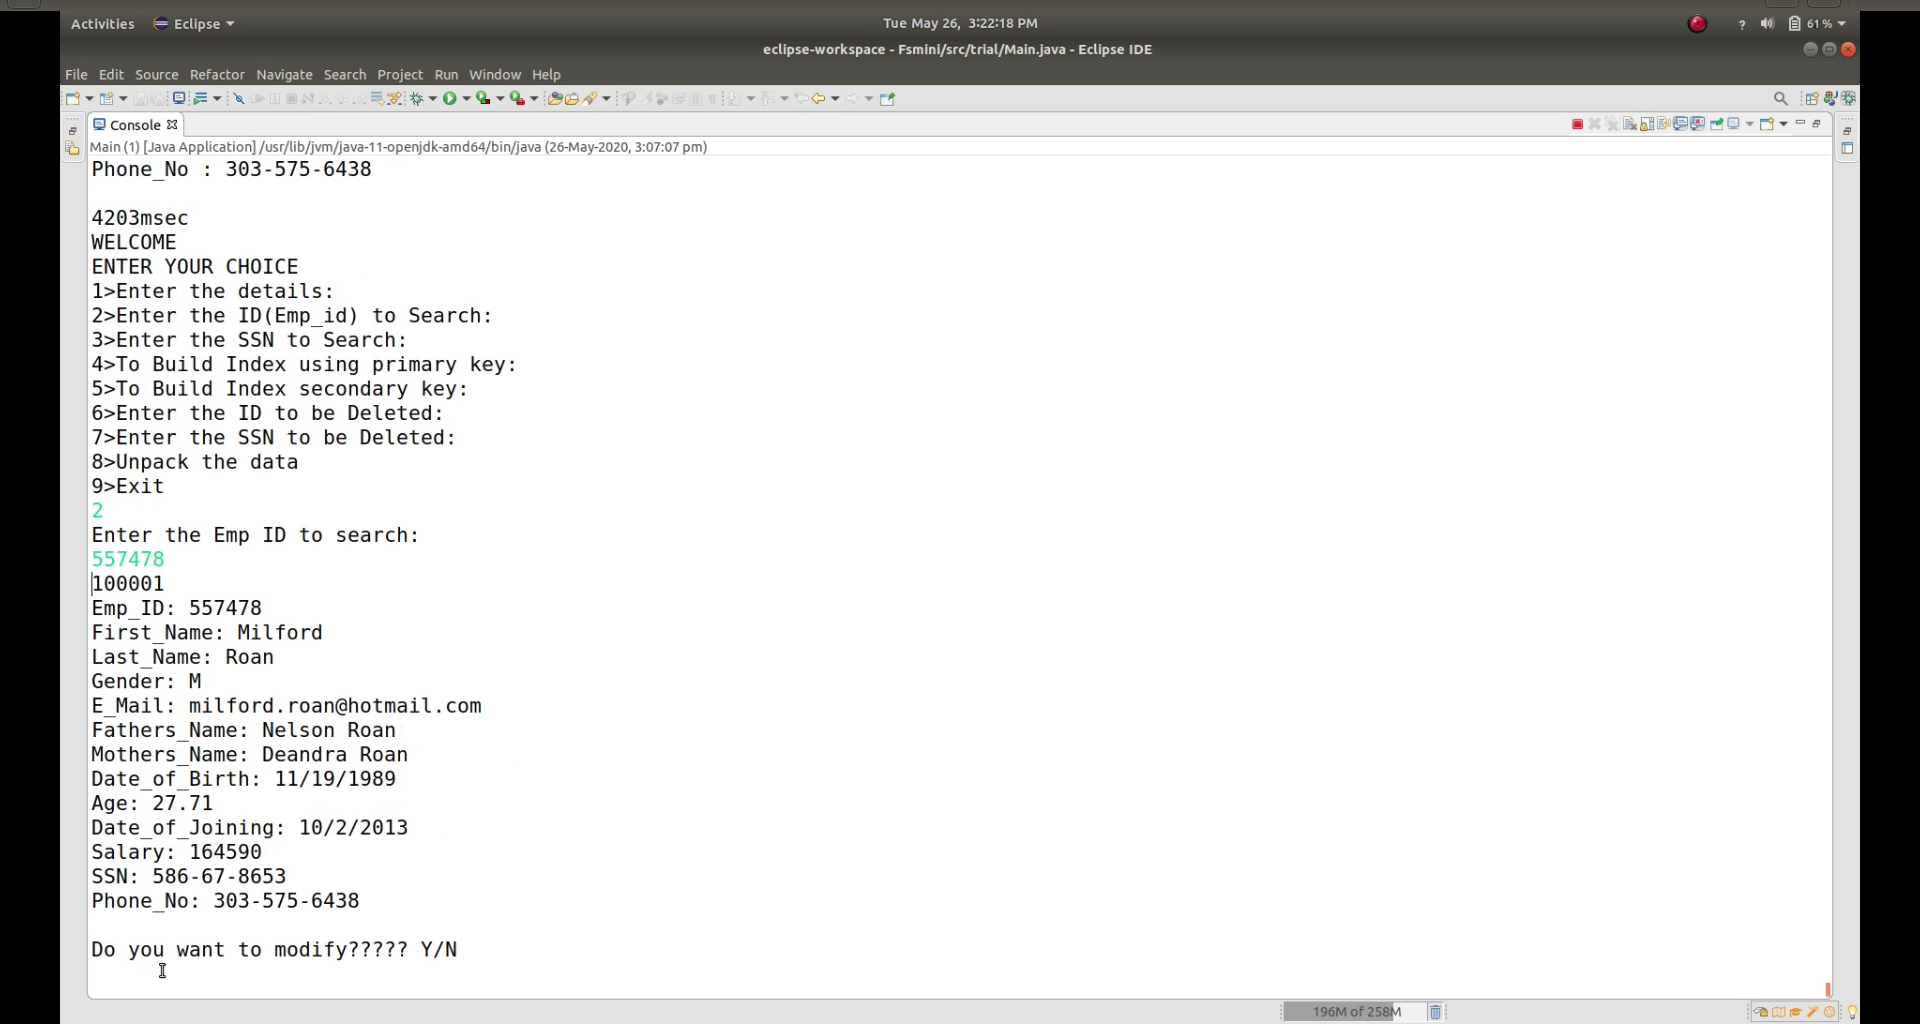 Activities Eclipse Tue May 26, 3:22:18 PM ? 61%
eclipse-workspace - Fsmini/src/trial/Main.java - Eclipse IDE
File Edit Source Refactor Navigate Search Project Run Window Help
Console
Main (1) [Java Application] /usr/lib/jvm/java-11-openjdk-amd64/bin/java (26-May-2020, 3:07:07 pm)
Phone_No : 303-575-6438
4203msec
WELCOME
ENTER YOUR CHOICE
1>Enter the details:
2>Enter the ID(Emp_id) to Search:
3>Enter the SSN to Search:
4>To Build Index using primary key:
5>To Build Index secondary key:
6>Enter the ID to be Deleted:
7>Enter the SSN to be Deleted:
8>Unpack the data
9>Exit
2
Enter the Emp ID to search:
557478
100001
Emp_ID: 557478
First_Name: Milford
Last_Name: Roan
Gender: M
E_Mail: milford.roan@hotmail.com
Fathers_Name: Nelson Roan
Mothers_Name: Deandra Roan
Date_of_Birth: 11/19/1989
Age: 27.71
Date_of_Joining: 10/2/2013
Salary: 164590
SSN: 586-67-8653
Phone_No: 303-575-6438
Do you want to modify????? Y/N
196M of 258M